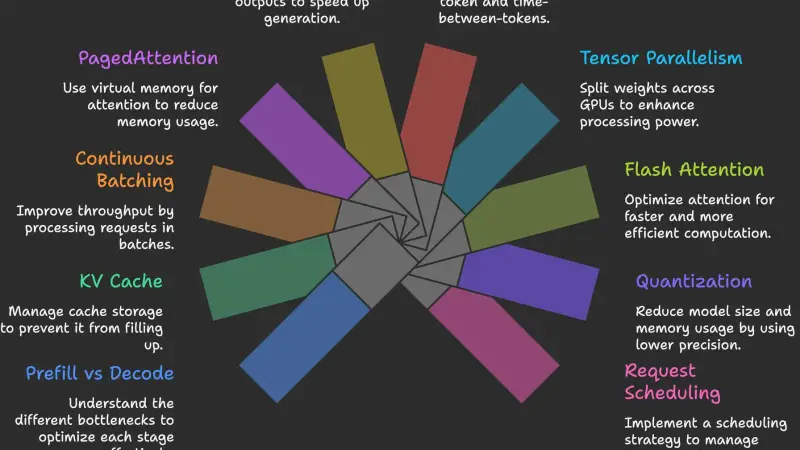 outputs to speed up
generation.
token and time-
between-tokens.
PagedAttention
Use virtual memory for
attention to reduce
memory usage.
Tensor Parallelism
Split weights across
GPUs to enhance
processing power.
Continuous
Batching
Improve throughput by
processing requests in
batches.
Flash Attention
Optimize attention for
faster and more
efficient computation.
KV Cache
Manage cache storage
to prevent it from filling
up.
Quantization
Reduce model size and
memory usage by using
lower precision.
Prefill vs Decode
Understand the
different bottlenecks to
optimize each stage
Request
Scheduling
Implement a scheduling
strategy to manage